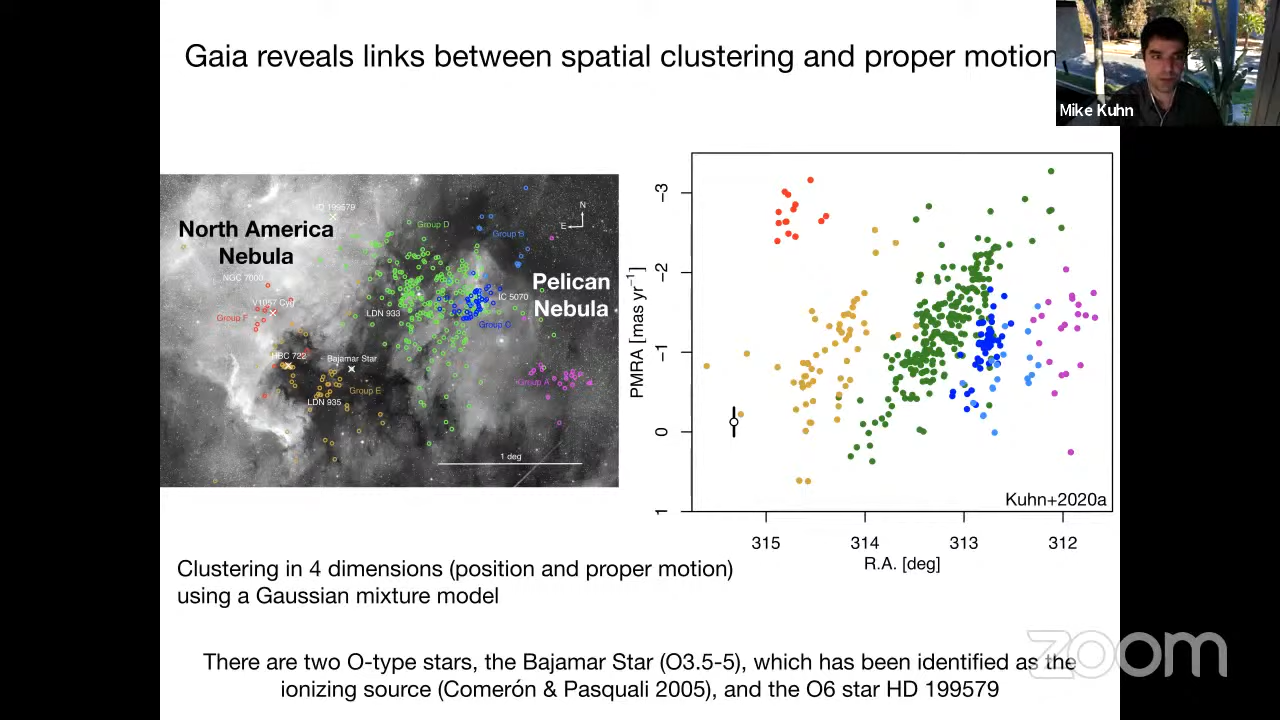 Gaia reveals links between spatial clustering and proper motion
Mike Kuhn
HD 199579
North America
Nebula
NGC 7000
V1057 Cyg
Group F
HBC 722
Bajamar Star
LDN 935
Group E
LDN 933
Group D
Group B
N
E
Pelican
Nebula
IC 5070
Group C
Group A
1 deg
PMRA [mas yr⁻¹]
−3
−2
−1
0
1
315
314
313
312
R.A. [deg]
Kuhn+2020a
Clustering in 4 dimensions (position and proper motion)
using a Gaussian mixture model
There are two O-type stars, the Bajamar Star (O3.5-5), which has been identified as the
ionizing source (Comerón & Pasquali 2005), and the O6 star HD 199579
zoom